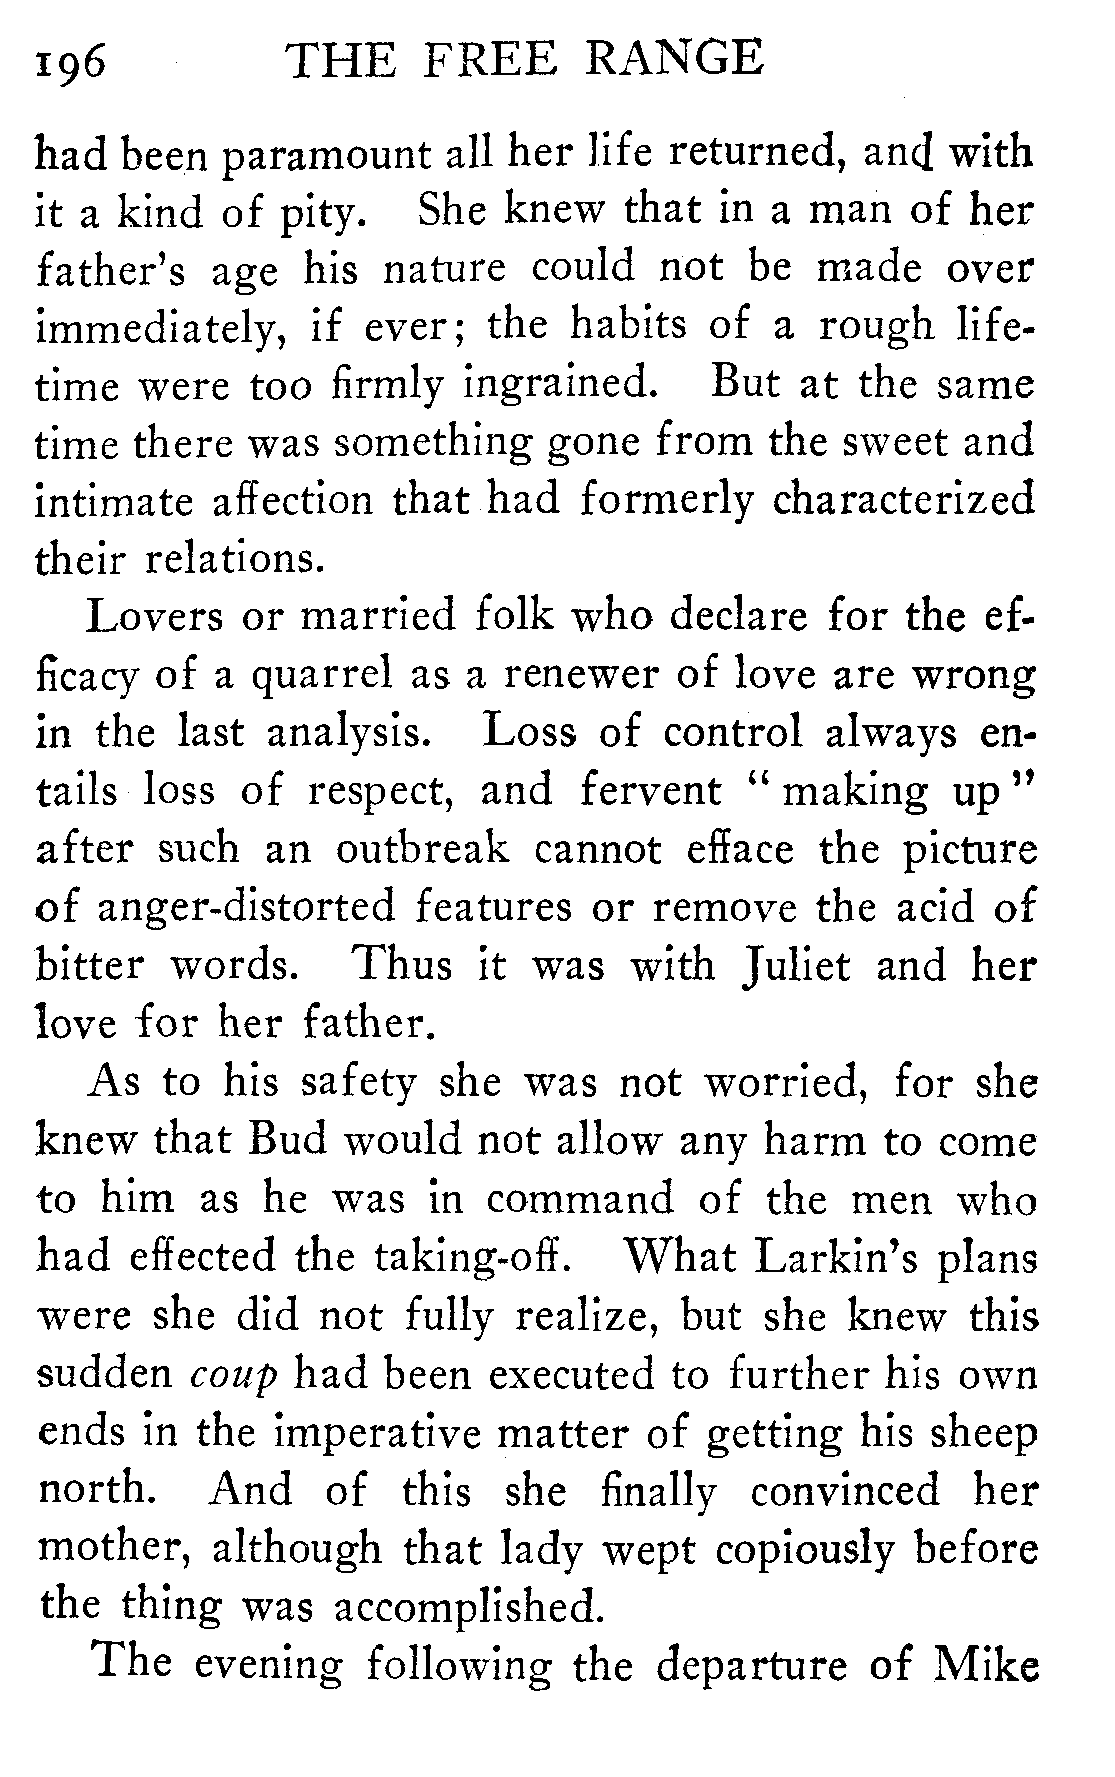 196 THE FREE RANGE
had been paramount all her life returned, and with
it a kind of pity. She knew that in a man of her
father's age his nature could not be made over
immediately, if ever; the habits of a rough life-
time were too firmly ingrained. But at the same
time there was something gone from the sweet and
intimate affection that had formerly characterized
their relations.
Lovers or married folk who declare for the ef-
ficacy of a quarrel as a renewer of love are wrong
in the last analysis. Loss of control always en-
tails loss of respect, and fervent “ making up ”
after such an outbreak cannot efface the picture
of anger-distorted features or remove the acid of
bitter words. Thus it was with Juliet and her
love for her father.
As to his safety she was not worried, for she
knew that Bud would not allow any harm to come
to him as he was in command of the men who
had effected the taking-off. What Larkin's plans
were she did not fully realize, but she knew this
sudden coup had been executed to further his own
ends in the imperative matter of getting his sheep
north. And of this she finally convinced her
mother, although that lady wept copiously before
the thing was accomplished.
The evening following the departure of Mike